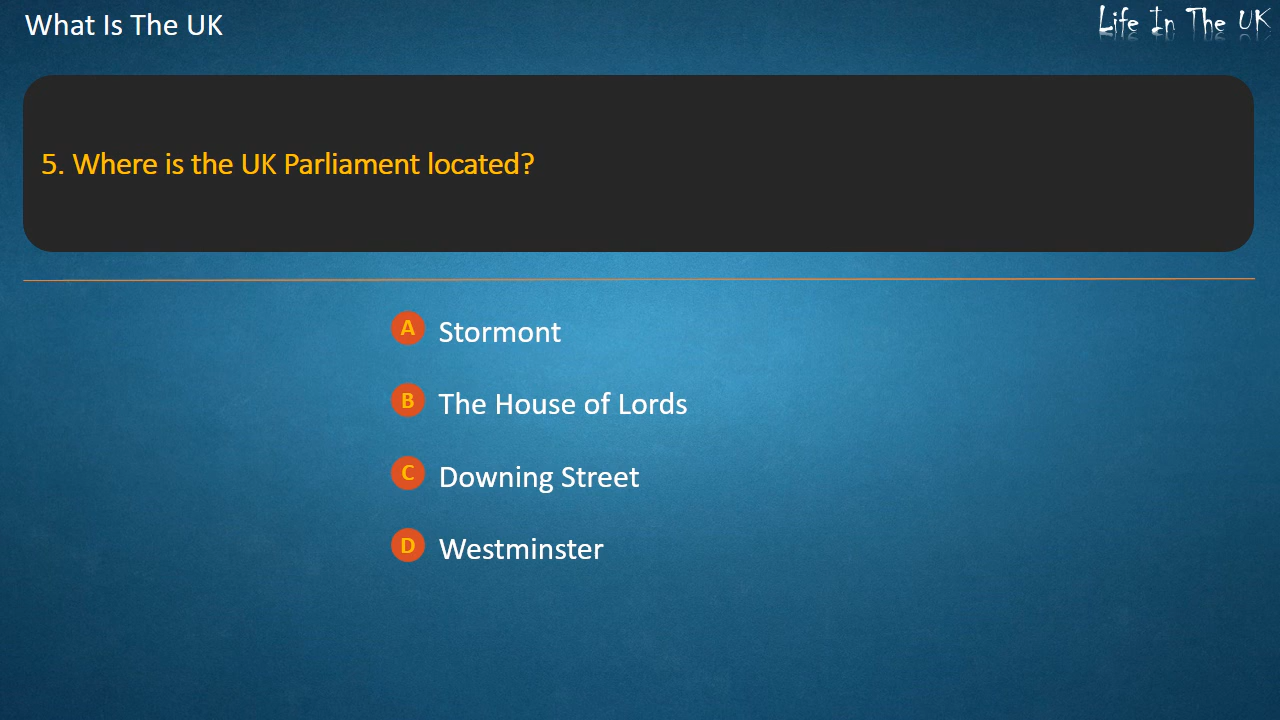 What Is The UK
Life In The UK
5. Where is the UK Parliament located?
A Stormont
B The House of Lords
C Downing Street
D Westminster